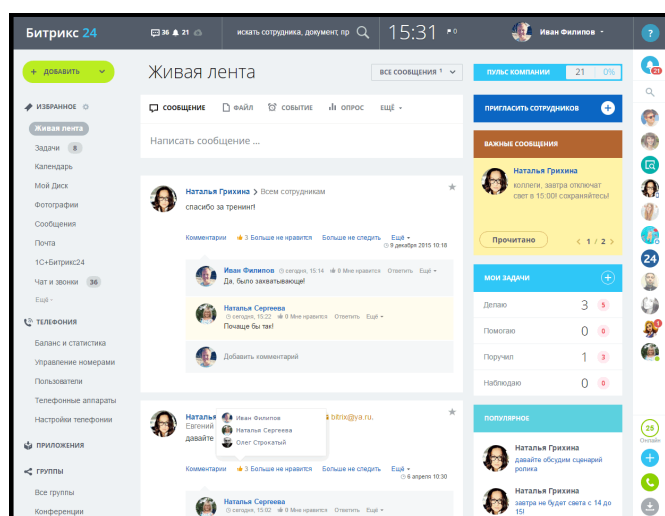 Битрикс 24
36 21
искать сотрудника, документ, пр
15:31
0
Иван Филипов
?
+ ДОБАВИТЬ
Живая лента
ВСЕ СООБЩЕНИЯ 1
ПУЛЬС КОМПАНИИ 21 0%
21
ИЗБРАННОЕ
Живая лента
Задачи 8
Календарь
Мой Диск
Фотографии
Сообщения
Почта
1С+Битрикс24
Чат и звонки 36
Ещё
ТЕЛЕФОНИЯ
Баланс и статистика
Управление номерами
Пользователи
Телефонные аппараты
Настройки телефонии
ПРИЛОЖЕНИЯ
ГРУППЫ
Все группы
Конференции
СООБЩЕНИЕ ФАЙЛ СОБЫТИЕ ОПРОС ЕЩЁ
Написать сообщение ...
Наталья Грихина > Всем сотрудникам
спасибо за тренинг!
Комментарии 3 Больше не нравится Больше не следить Ещё
9 декабря 2015 10:18
Иван Филипов сегодня, 15:14 0 Мне нравится Ответить Ещё
Да, было захватывающе!
Наталья Сергеева
сегодня, 15:22 0 Мне нравится Ответить Ещё
Почаще бы так!
Добавить комментарий
Наталья
bitrix@ya.ru.
Евгений
давайте
Иван Филипов
Наталья Сергеева
Олег Строкатый
Комментарии 3 Больше не нравится Больше не следить Ещё
6 апреля 10:30
Наталья Сергеева
сегодня, 15:02 0 Мне нравится Ответить Ещё
ПРИГЛАСИТЬ СОТРУДНИКОВ +
ВАЖНЫЕ СООБЩЕНИЯ
Наталья Грихина
коллеги, завтра отключат
свет в 15:00! сохраняйтесь!
Прочитано
< 1 / 2 >
МОИ ЗАДАЧИ +
Делаю 3 5
Помогаю 0 0
Поручил 1 3
Наблюдаю 0 0
ПОПУЛЯРНОЕ
Наталья Грихина
давайте обсудим сценарий
ролика
Наталья Грихина
завтра не будет света с 14 до
15!
24
25
Онлайн